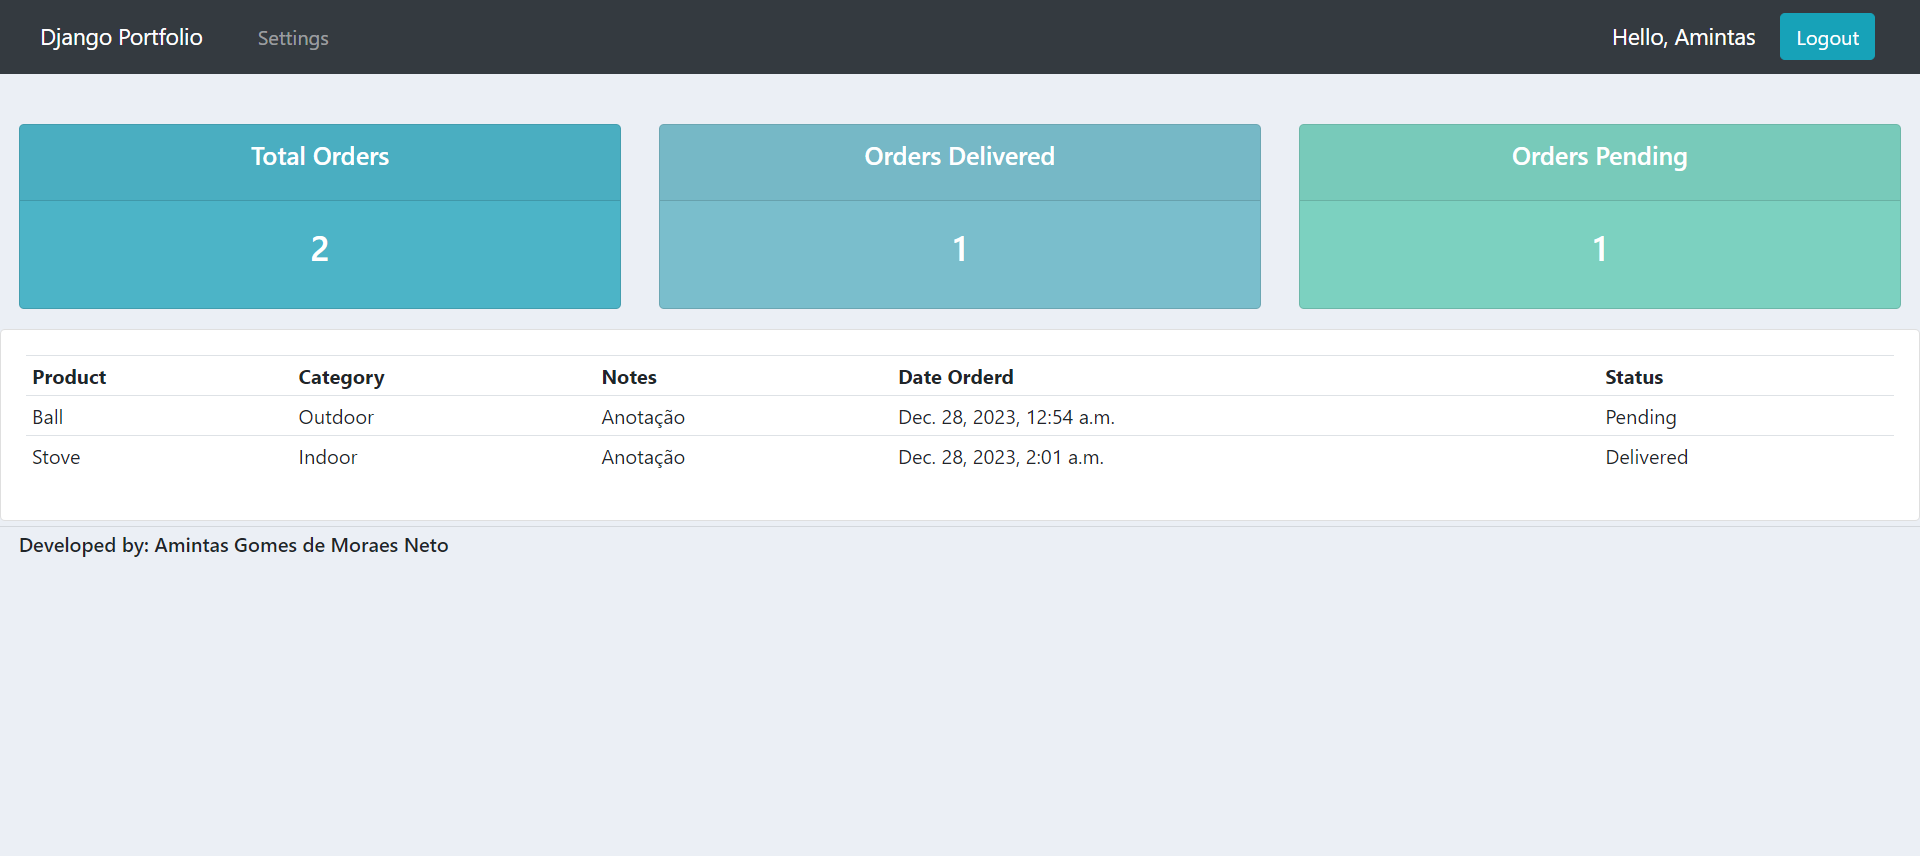 Django Portfolio Settings Hello, Amintas Logout
Total Orders Orders Delivered Orders Pending
2 1 1
Product Category Notes Date Orderd Status
Ball Outdoor Anotação Dec. 28, 2023, 12:54 a.m. Pending
Stove Indoor Anotação Dec. 28, 2023, 2:01 a.m. Delivered
Developed by: Amintas Gomes de Moraes Neto